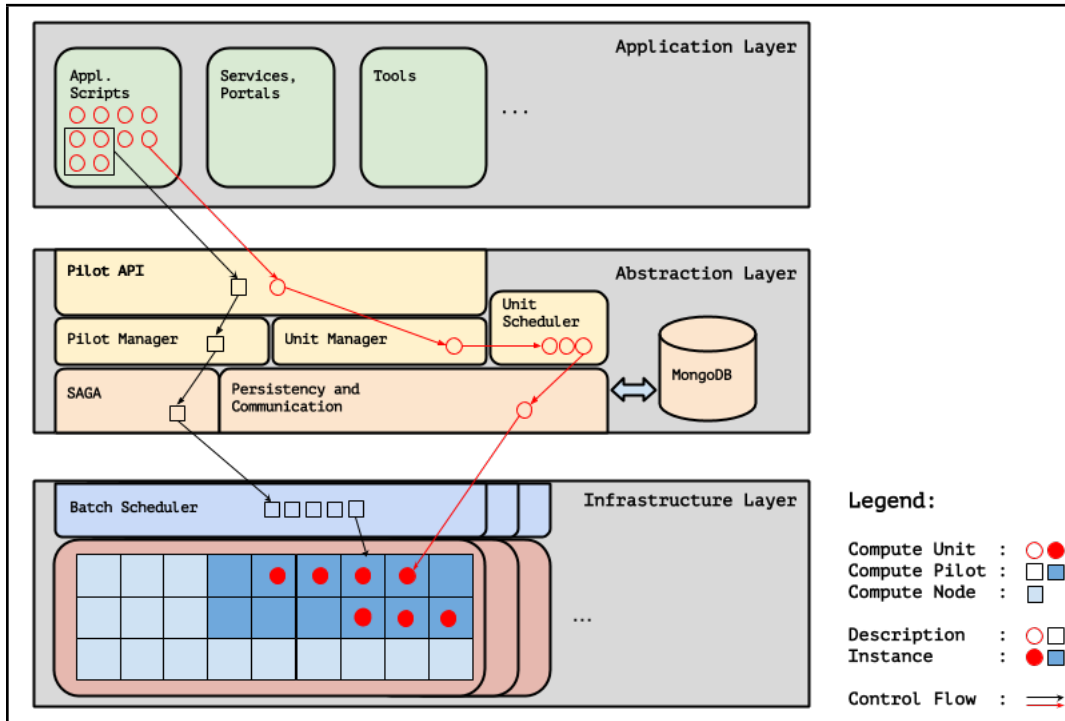 Application Layer
Appl.
Scripts
Services,
Portals
Tools
...
Abstraction Layer
Pilot API
Unit
Scheduler
Pilot Manager
Unit Manager
MongoDB
SAGA
Persistency and
Communication
Infrastructure Layer
Batch Scheduler
...
Legend:
Compute Unit :
Compute Pilot :
Compute Node :
Description :
Instance :
Control Flow :